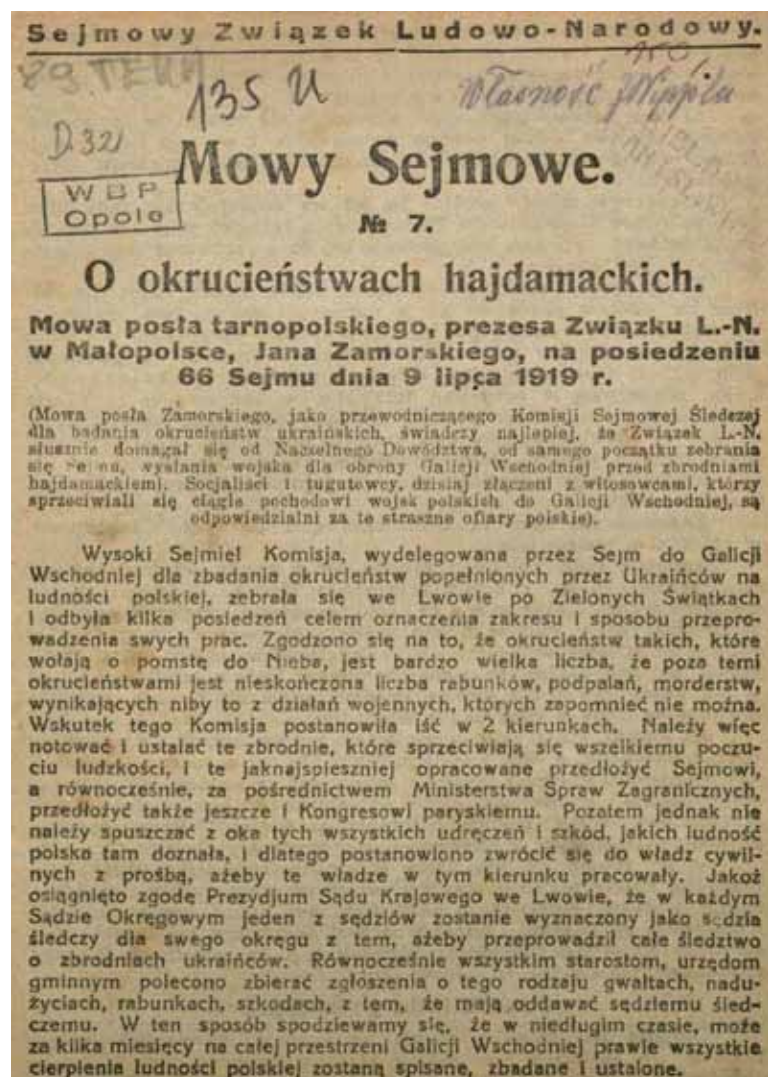 Sejmowy Związek Ludowo-Narodowy.
89. TEKA
135 U
Własność
D. 321
WBP
Opole
Mowy Sejmowe.
№ 7.
O okrucieństwach hajdamackich.
Mowa posła tarnopolskiego, prezesa Związku L.-N.
w Małopolsce, Jana Zamorskiego, na posiedzeniu
66 Sejmu dnia 9 lipca 1919 r.
(Mowa posła Zamorskiego, jako przewodniczącego Komisji Sejmowej Śledczej
dla badania okrucieństw ukraińskich, świadczy najlepiej, że Związek L.-N.
słusznie domagał się od Naczelnego Dowództwa, od samego początku zebrania
się Sejmu, wysłania wojska dla obrony Galicji Wschodniej przed zbrodniami
hajdamackiemi. Socjaliści i tugutowcy, dzisiaj złączeni z witosowcami, którzy
sprzeciwiali się ciągle pochodowi wojsk polskich do Galicji Wschodniej, są
odpowiedzialni za te straszne ofiary polskie).
Wysoki Sejmie! Komisja, wydelegowana przez Sejm do Galicji
Wschodniej dla zbadania okrucieństw popełnionych przez Ukraińców na
ludności polskiej, zebrała się we Lwowie po Zielonych Świątkach
i odbyła kilka posiedzeń celem oznaczenia zakresu i sposobu przepro-
wadzenia swych prac. Zgodzono się na to, że okrucieństw takich, które
wołają o pomstę do Nieba, jest bardzo wielka liczba, że poza temi
okrucieństwami jest nieskończona liczba rabunków, podpalań, morderstw,
wynikających niby to z działań wojennych, których zapomnieć nie można.
Wskutek tego Komisja postanowiła iść w 2 kierunkach. Należy więc
notować i ustalać te zbrodnie, które sprzeciwiają się wszelkiemu poczu-
ciu ludzkości, i te jaknajspieszniej opracowane przedłożyć Sejmowi,
a równocześnie, za pośrednictwem Ministerstwa Spraw Zagranicznych,
przedłożyć także jeszcze i Kongresowi paryskiemu. Pozatem jednak nie
należy spuszczać z oka tych wszystkich udręczeń i szkód, jakich ludność
polska tam doznała, i dlatego postanowiono zwrócić się do władz cywil-
nych z prośbą, ażeby te władze w tym kierunku pracowały. Jakoż
osiągnięto zgodę Prezydjum Sądu Krajowego we Lwowie, że w każdym
Sądzie Okręgowym jeden z sędziów zostanie wyznaczony jako sędzia
śledczy dla swego okręgu z tem, ażeby przeprowadził całe śledztwo
o zbrodniach ukraińców. Równocześnie wszystkim starostom, urzędom
gminnym polecono zbierać zgłoszenia o tego rodzaju gwałtach, nadu-
życiach, rabunkach, szkodach, z tem, że mają oddawać sędziemu śled-
czemu. W ten sposób spodziewamy się, że w niedługim czasie, może
za kilka miesięcy na całej przestrzeni Galicji Wschodniej prawie wszystkie
cierpienia ludności polskiej zostaną spisane, zbadane i ustalone.